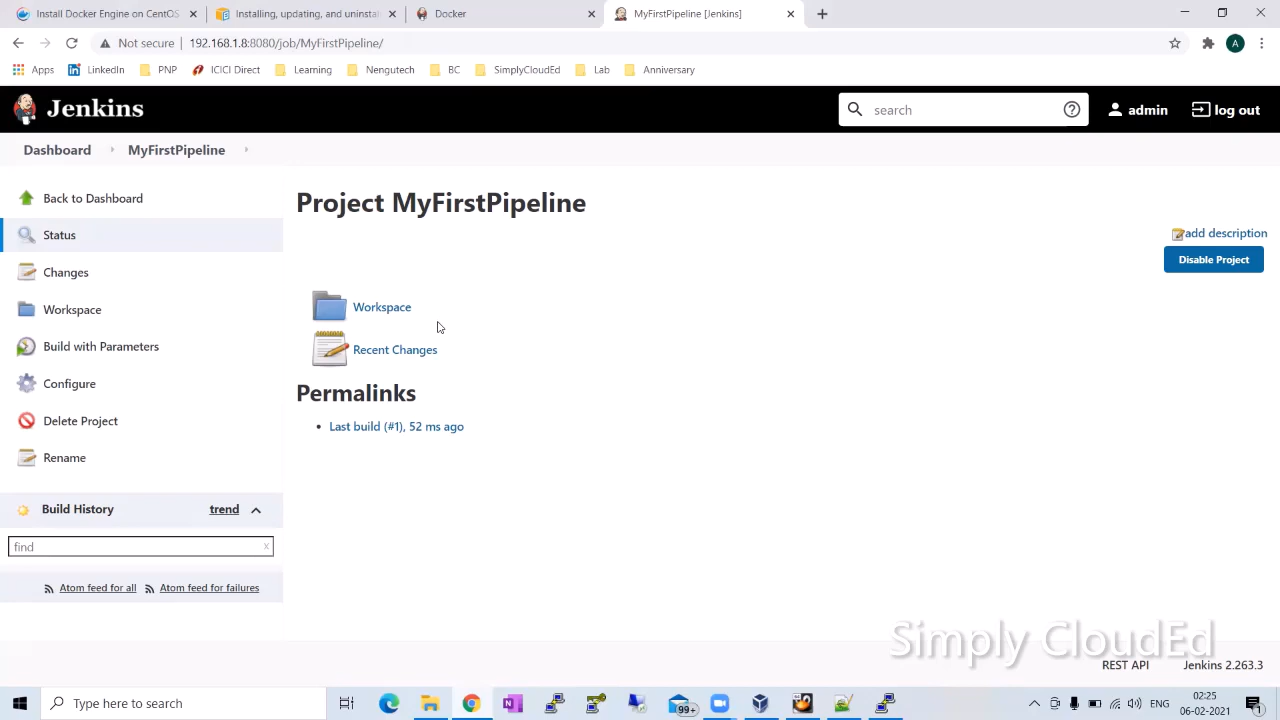 Install Docker Engine on CentOS
Installing, updating, and uninstal
Docker
MyFirstPipeline [Jenkins]
Not secure
192.168.1.8:8080/job/MyFirstPipeline/
A
Apps
LinkedIn
PNP
ICICI Direct
Learning
Nengutech
BC
SimplyCloudEd
Lab
Anniversary
Jenkins
search
admin
log out
Dashboard
MyFirstPipeline
Back to Dashboard
Status
Changes
Workspace
Build with Parameters
Configure
Delete Project
Rename
Build History
trend
find
x
Atom feed for all
Atom feed for failures
Project MyFirstPipeline
add description
Disable Project
Workspace
Recent Changes
Permalinks
Last build (#1), 52 ms ago
Simply CloudEd
REST API
Jenkins 2.263.3
Type here to search
99+
ENG
02:25
06-02-2021
1